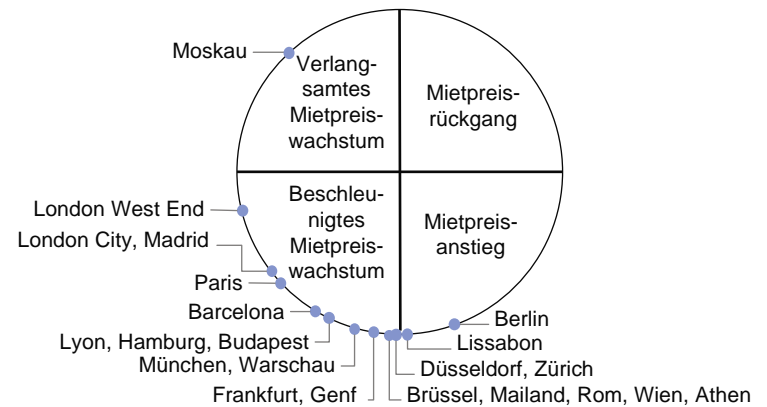 Moskau
Verlang-
samtes
Mietpreis-
wachstum
Mietpreis-
rückgang
London West End
London City, Madrid
Paris
Barcelona
Lyon, Hamburg, Budapest
München, Warschau
Frankfurt, Genf
Beschleu-
nigtes
Mietpreis-
wachstum
Mietpreis-
anstieg
Berlin
Lissabon
Düsseldorf, Zürich
Brüssel, Mailand, Rom, Wien, Athen